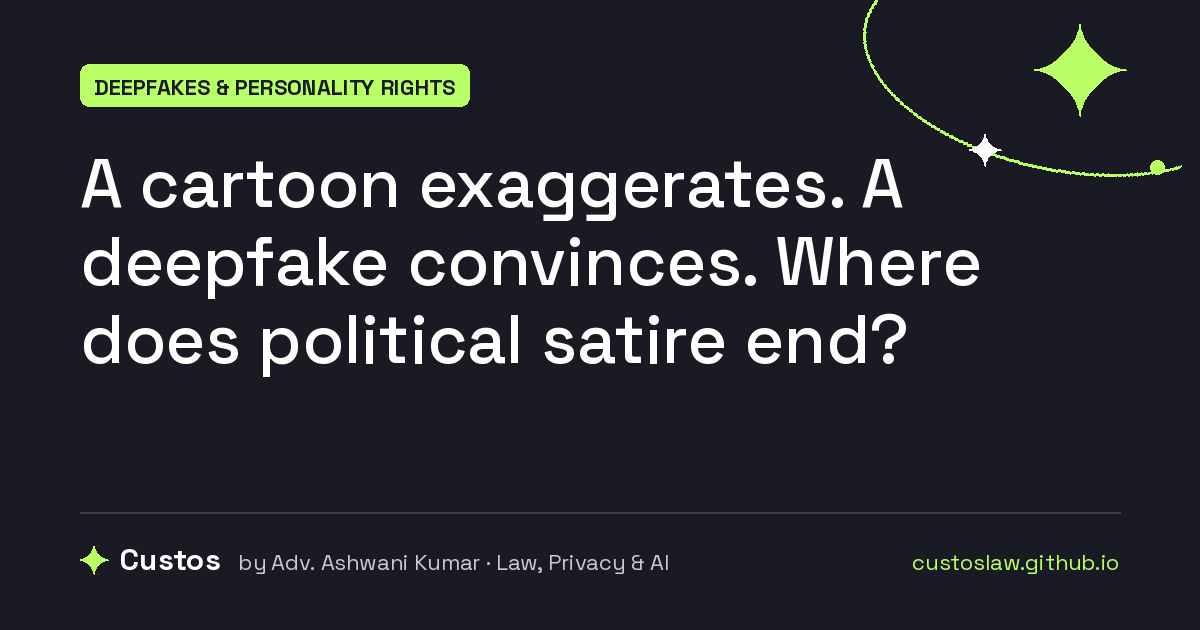 DEEPFAKES & PERSONALITY RIGHTS
A cartoon exaggerates. A
deepfake convinces. Where
does political satire end?
Custos by Adv. Ashwani Kumar · Law, Privacy & AI
custoslaw.github.io